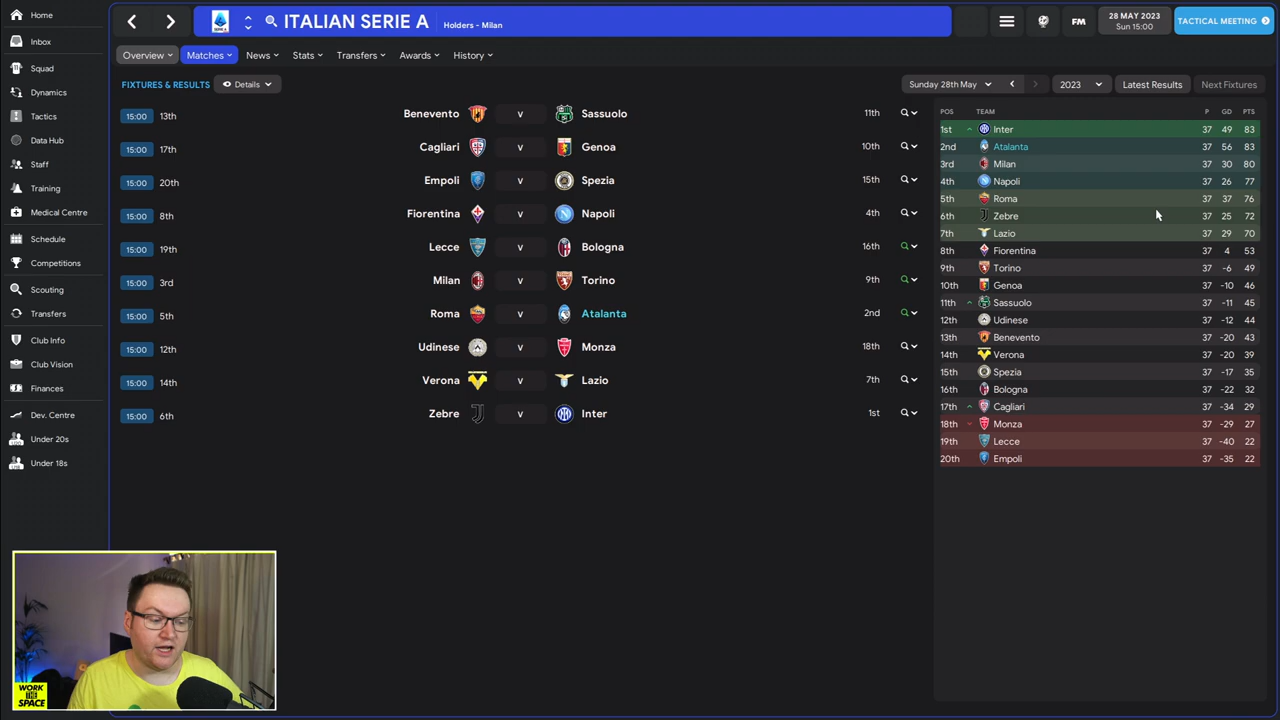 Home
Inbox
Squad
Dynamics
Tactics
Data Hub
Staff
Training
Medical Centre
Schedule
Competitions
Scouting
Transfers
Club Info
Club Vision
Finances
Dev. Centre
Under 20s
Under 18s
ITALIAN SERIE A Holders - Milan
FM
28 MAY 2023
Sun 15:00
TACTICAL MEETING
Overview Matches News Stats Transfers Awards History
FIXTURES & RESULTS Details
Sunday 28th May 2023 Latest Results Next Fixtures
15:00 13th Benevento v Sassuolo 11th
15:00 17th Cagliari v Genoa 10th
15:00 20th Empoli v Spezia 15th
15:00 8th Fiorentina v Napoli 4th
15:00 19th Lecce v Bologna 16th
15:00 3rd Milan v Torino 9th
15:00 5th Roma v Atalanta 2nd
15:00 12th Udinese v Monza 18th
15:00 14th Verona v Lazio 7th
15:00 6th Zebre v Inter 1st
POS TEAM P GD PTS
1st Inter 37 49 83
2nd Atalanta 37 56 83
3rd Milan 37 30 80
4th Napoli 37 26 77
5th Roma 37 37 76
6th Zebre 37 25 72
7th Lazio 37 29 70
8th Fiorentina 37 4 53
9th Torino 37 -6 49
10th Genoa 37 -10 46
11th Sassuolo 37 -11 45
12th Udinese 37 -12 44
13th Benevento 37 -20 43
14th Verona 37 -20 39
15th Spezia 37 -17 35
16th Bologna 37 -22 32
17th Cagliari 37 -34 29
18th Monza 37 -29 27
19th Lecce 37 -40 22
20th Empoli 37 -35 22
WORK
THE
SPACE